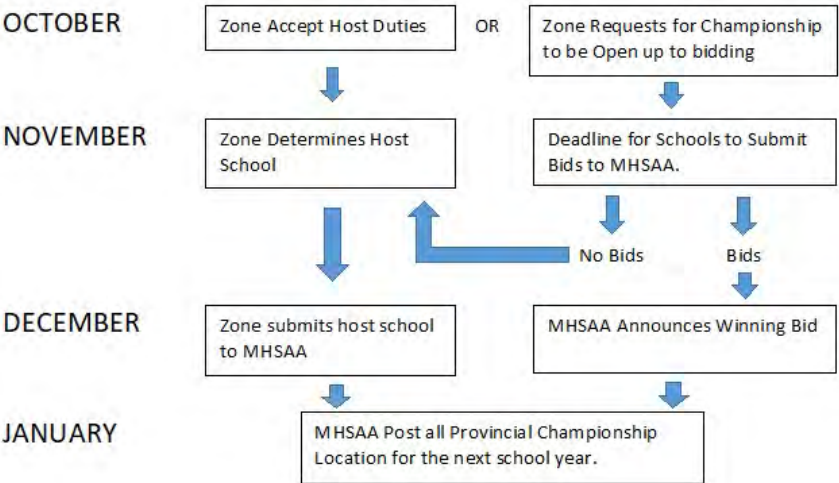 OCTOBER
Zone Accept Host Duties
OR
Zone Requests for Championship
to be Open up to bidding
NOVEMBER
Zone Determines Host
School
Deadline for Schools to Submit
Bids to MHSAA.
No Bids
Bids
DECEMBER
Zone submits host school
to MHSAA
MHSAA Announces Winning Bid
JANUARY
MHSAA Post all Provincial Championship
Location for the next school year.